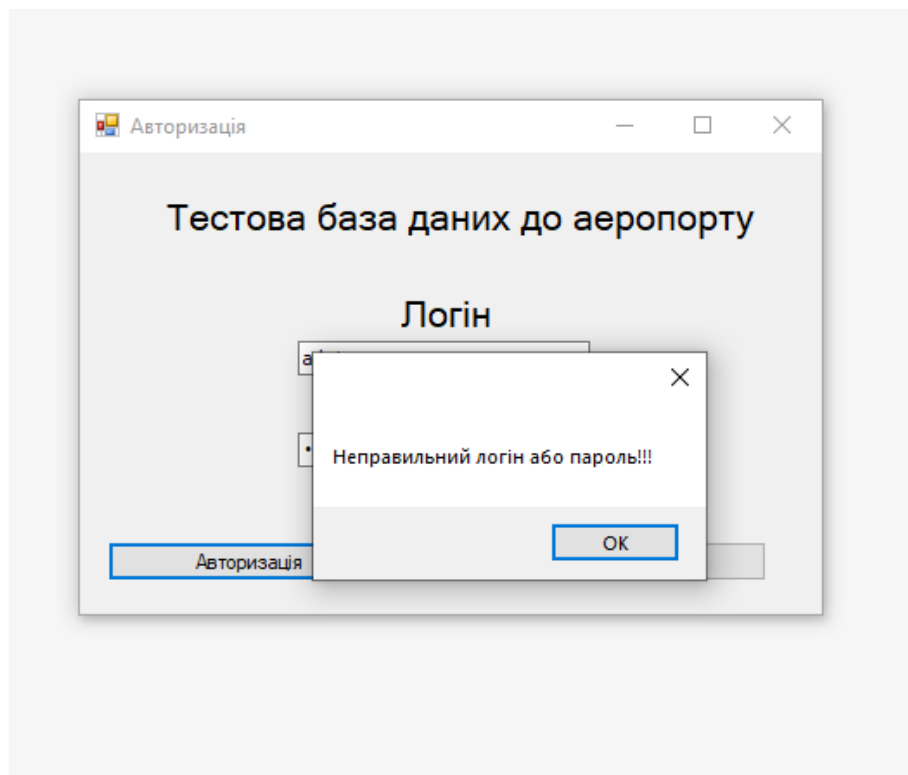 Авторизація
Тестова база даних до аеропорту
Логін
Неправильний логін або пароль!!!
OK
Авторизація